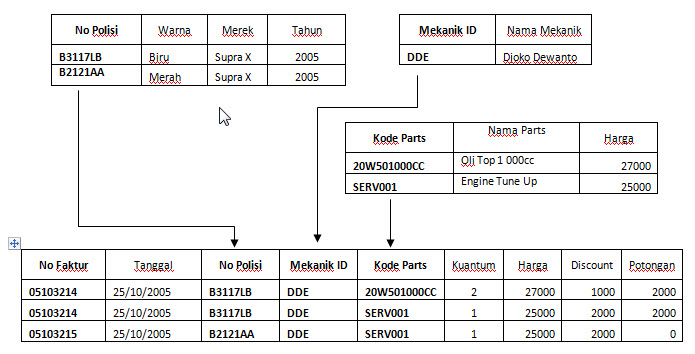 No Polisi Warna Merek Tahun
B3117LB Biru Supra X 2005
B2121AA Merah Supra X 2005
Mekanik ID Nama Mekanik
DDE Djoko Dewanto
Kode Parts Nama Parts Harga
20W501000CC Oli Top 1 000cc 27000
SERV001 Engine Tune Up 25000
No Faktur Tanggal No Polisi Mekanik ID Kode Parts Kuantum Harga Discount Potongan
05103214 25/10/2005 B3117LB DDE 20W501000CC 2 27000 1000 2000
05103214 25/10/2005 B3117LB DDE SERV001 1 25000 2000 2000
05103215 25/10/2005 B2121AA DDE SERV001 1 25000 2000 0